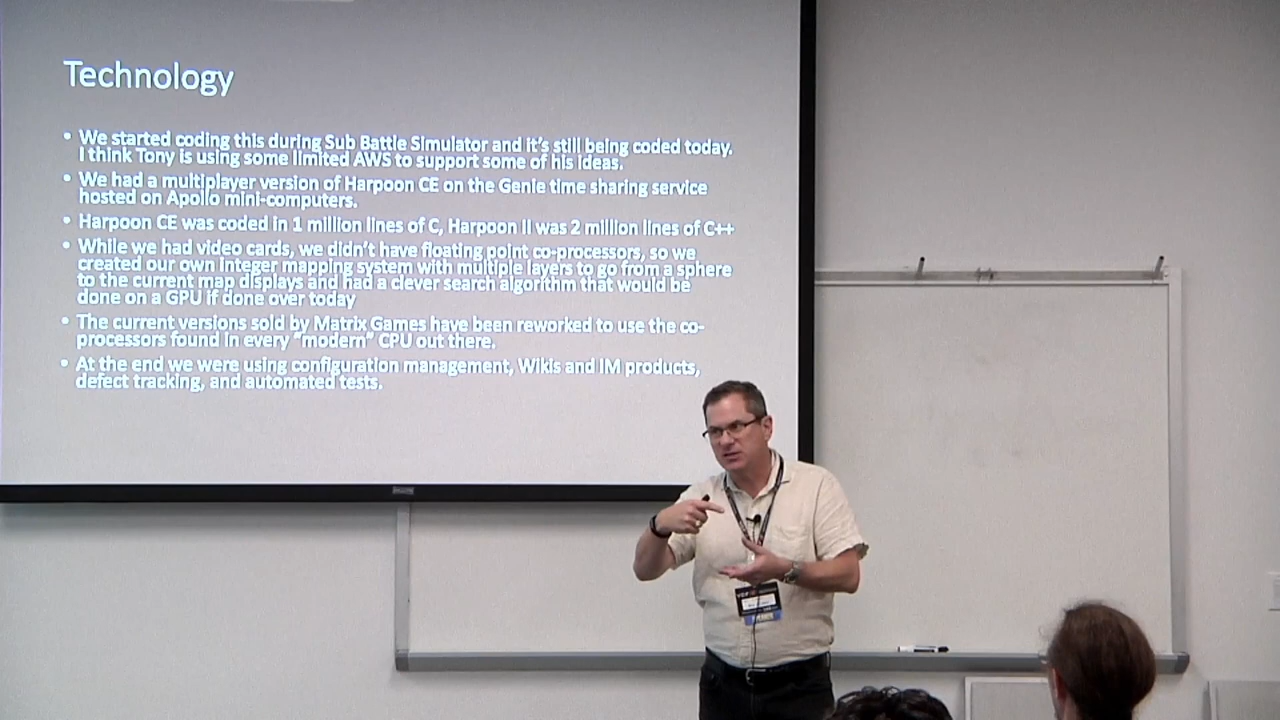 Technology
• We started coding this during Sub Battle Simulator and it's still being coded today.
I think Tony is using some limited AWS to support some of his ideas.
• We had a multiplayer version of Harpoon CE on the Genie time sharing service
hosted on Apollo mini-computers.
• Harpoon CE was coded in 1 million lines of C, Harpoon II was 2 million lines of C++
• While we had video cards, we didn't have floating point co-processors, so we
created our own integer mapping system with multiple layers to go from a sphere
to the current map displays and had a clever search algorithm that would be
done on a GPU if done over today
• The current versions sold by Matrix Games have been reworked to use the co-
processors found in every "modern" CPU out there.
• At the end we were using configuration management, Wikis and IM products,
defect tracking, and automated tests.
VCF